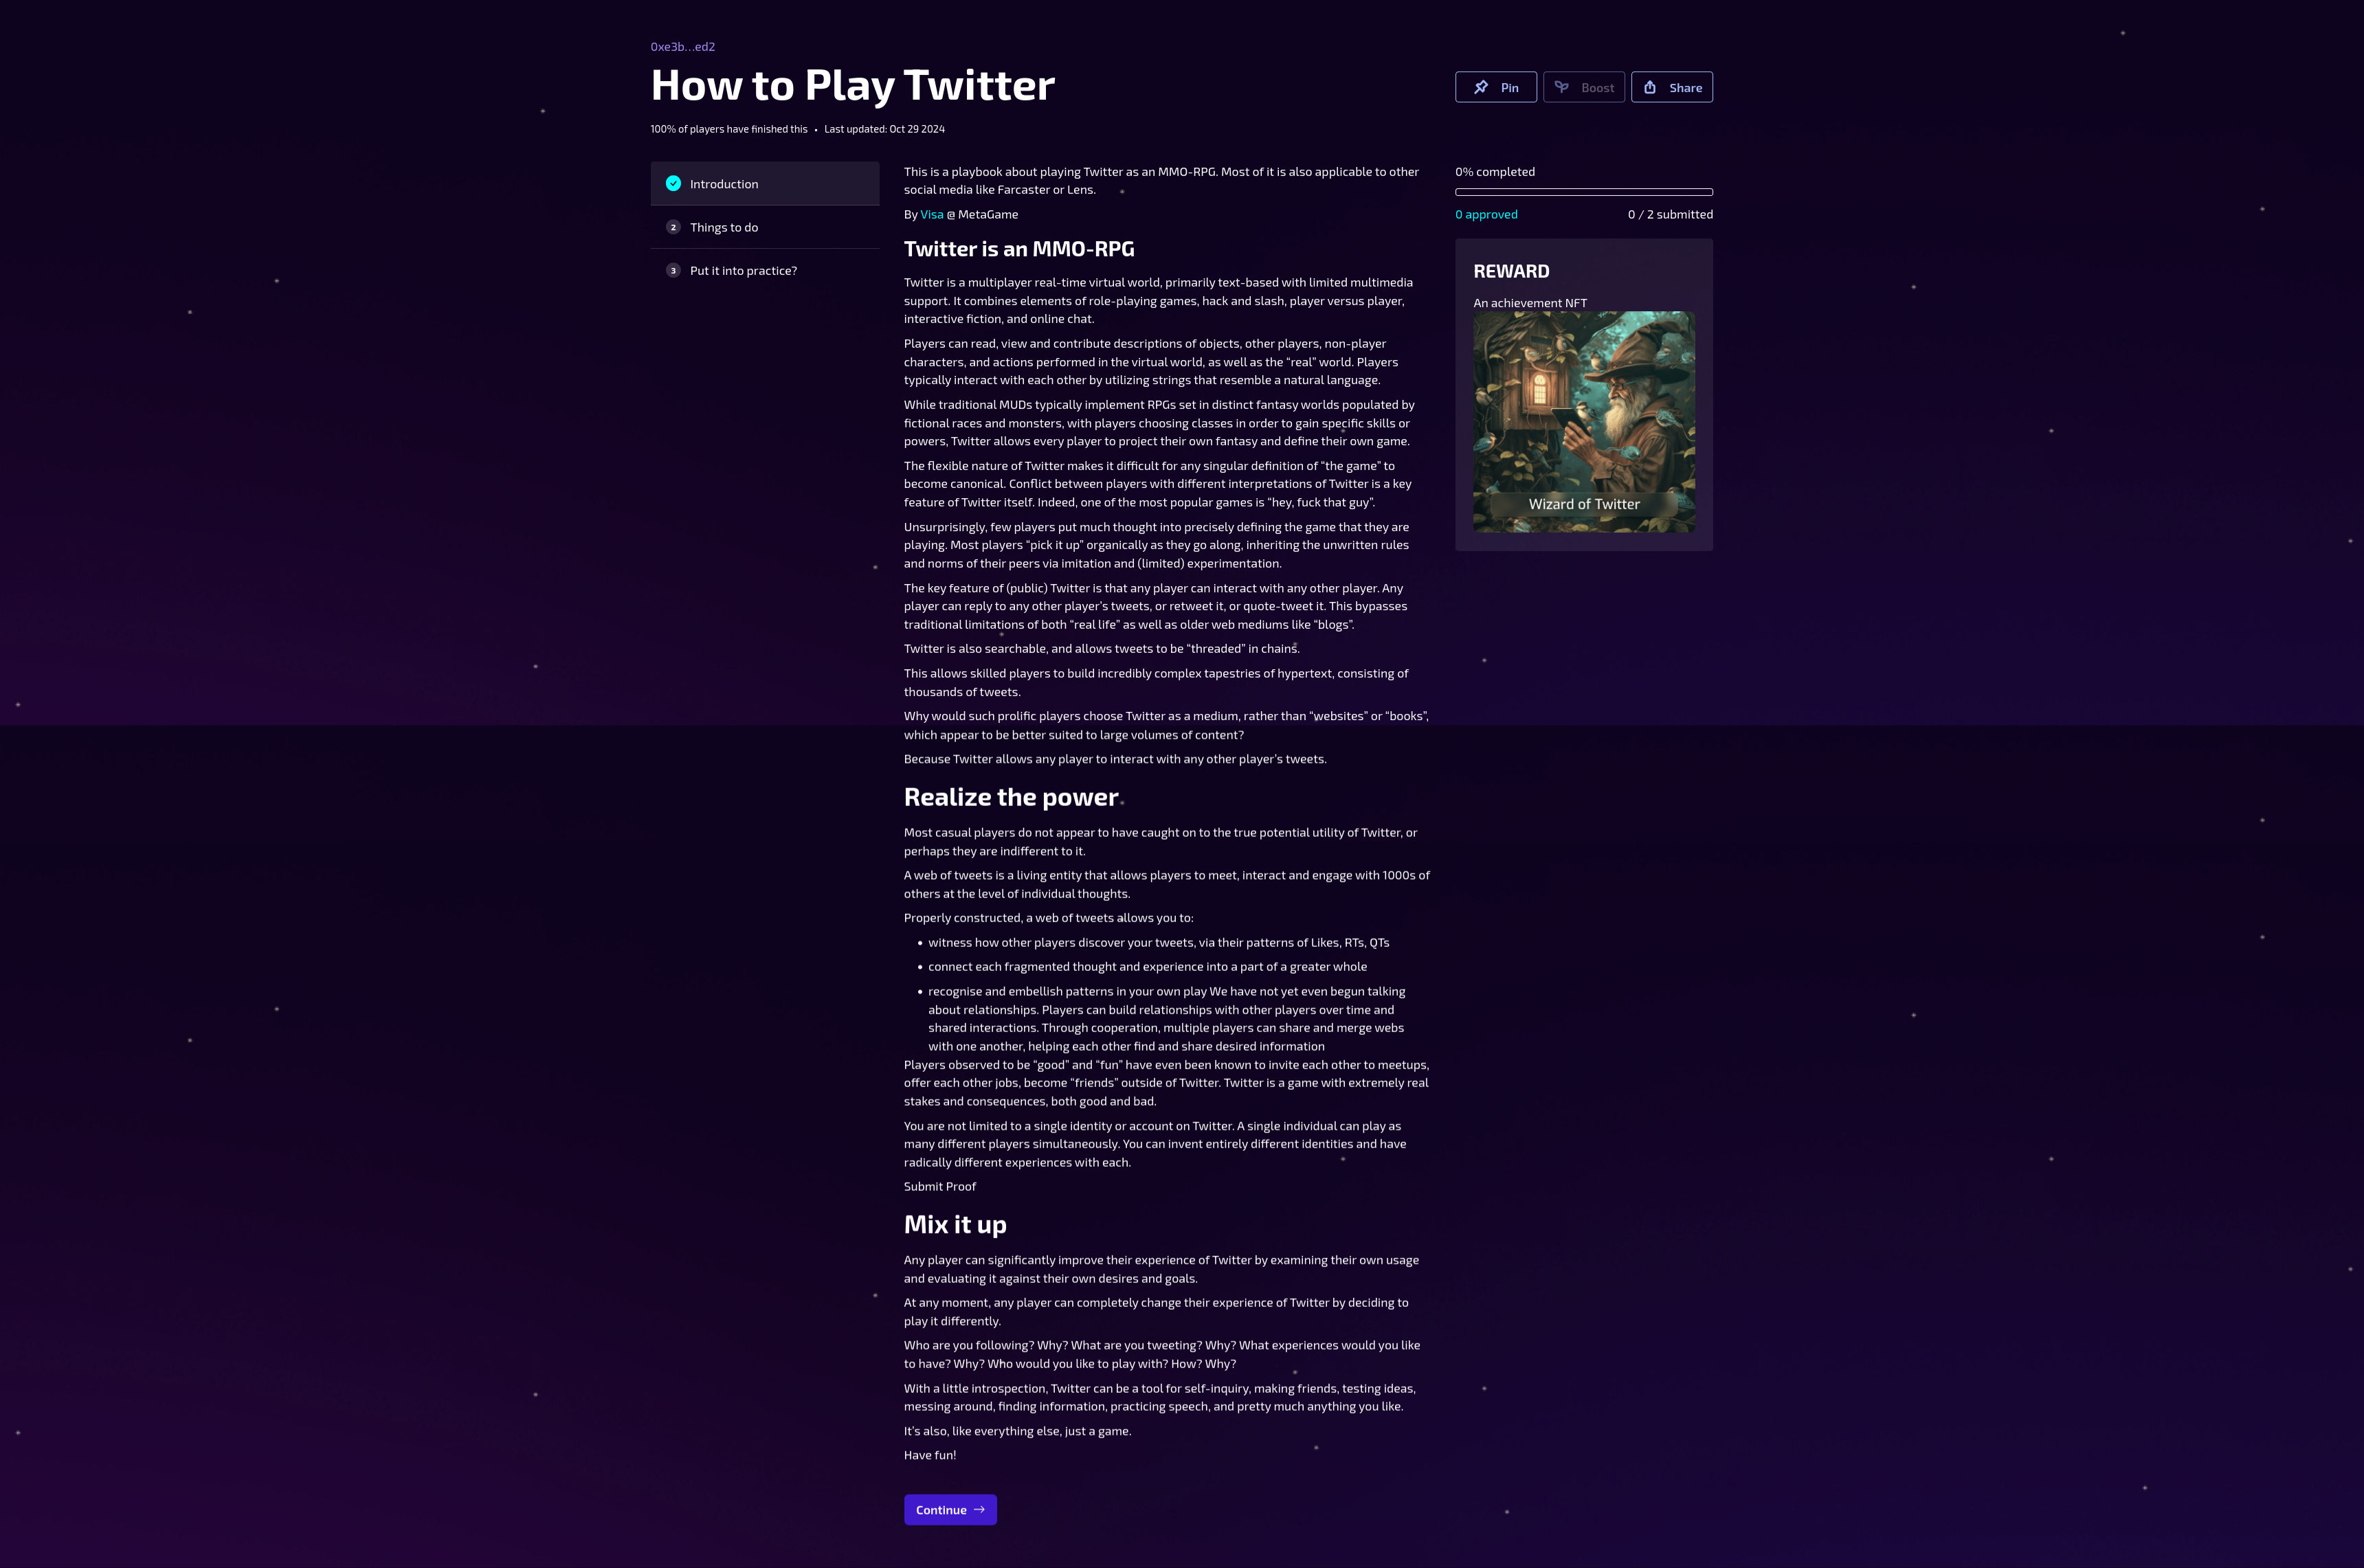 0xe3b...ed2
How to Play Twitter
Pin
Boost
Share
100% of players have finished this • Last updated: Oct 29 2024
Introduction
2 Things to do
3 Put it into practice?
This is a playbook about playing Twitter as an MMO-RPG. Most of it is also applicable to other
social media like Farcaster or Lens.
By Visa @ MetaGame
Twitter is an MMO-RPG
Twitter is a multiplayer real-time virtual world, primarily text-based with limited multimedia
support. It combines elements of role-playing games, hack and slash, player versus player,
interactive fiction, and online chat.
Players can read, view and contribute descriptions of objects, other players, non-player
characters, and actions performed in the virtual world, as well as the “real” world. Players
typically interact with each other by utilizing strings that resemble a natural language.
While traditional MUDs typically implement RPGs set in distinct fantasy worlds populated by
fictional races and monsters, with players choosing classes in order to gain specific skills or
powers, Twitter allows every player to project their own fantasy and define their own game.
The flexible nature of Twitter makes it difficult for any singular definition of “the game” to
become canonical. Conflict between players with different interpretations of Twitter is a key
feature of Twitter itself. Indeed, one of the most popular games is “hey, fuck that guy”.
Unsurprisingly, few players put much thought into precisely defining the game that they are
playing. Most players “pick it up” organically as they go along, inheriting the unwritten rules
and norms of their peers via imitation and (limited) experimentation.
The key feature of (public) Twitter is that any player can interact with any other player. Any
player can reply to any other player’s tweets, or retweet it, or quote-tweet it. This bypasses
traditional limitations of both “real life” as well as older web mediums like “blogs”.
Twitter is also searchable, and allows tweets to be “threaded” in chains.
This allows skilled players to build incredibly complex tapestries of hypertext, consisting of
thousands of tweets.
Why would such prolific players choose Twitter as a medium, rather than “websites” or “books”,
which appear to be better suited to large volumes of content?
Because Twitter allows any player to interact with any other player’s tweets.
Realize the power
Most casual players do not appear to have caught on to the true potential utility of Twitter, or
perhaps they are indifferent to it.
A web of tweets is a living entity that allows players to meet, interact and engage with 1000s of
others at the level of individual thoughts.
Properly constructed, a web of tweets allows you to:
• witness how other players discover your tweets, via their patterns of Likes, RTs, QTs
• connect each fragmented thought and experience into a part of a greater whole
• recognise and embellish patterns in your own play We have not yet even begun talking
about relationships. Players can build relationships with other players over time and
shared interactions. Through cooperation, multiple players can share and merge webs
with one another, helping each other find and share desired information
Players observed to be “good” and “fun” have even been known to invite each other to meetups,
offer each other jobs, become “friends” outside of Twitter. Twitter is a game with extremely real
stakes and consequences, both good and bad.
You are not limited to a single identity or account on Twitter. A single individual can play as
many different players simultaneously. You can invent entirely different identities and have
radically different experiences with each.
Submit Proof
Mix it up
Any player can significantly improve their experience of Twitter by examining their own usage
and evaluating it against their own desires and goals.
At any moment, any player can completely change their experience of Twitter by deciding to
play it differently.
Who are you following? Why? What are you tweeting? Why? What experiences would you like
to have? Why? Who would you like to play with? How? Why?
With a little introspection, Twitter can be a tool for self-inquiry, making friends, testing ideas,
messing around, finding information, practicing speech, and pretty much anything you like.
It’s also, like everything else, just a game.
Have fun!
Continue →
0% completed
0 approved
0 / 2 submitted
REWARD
An achievement NFT
Wizard of Twitter